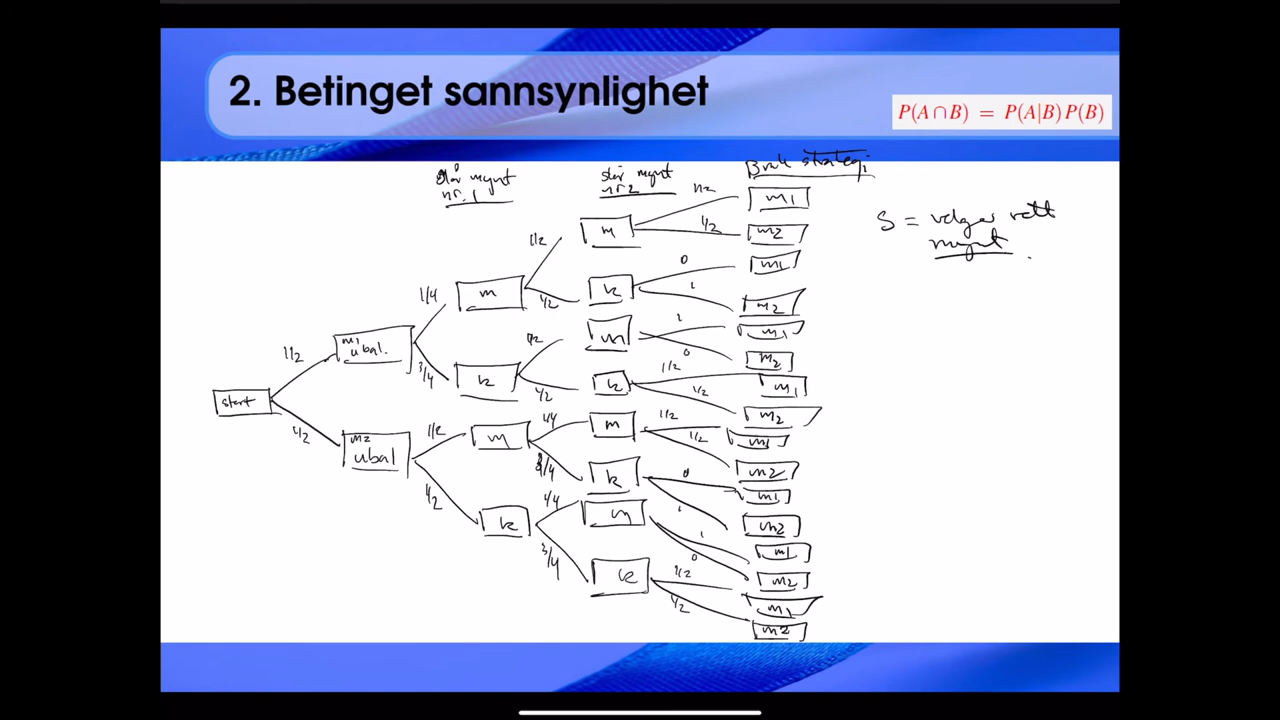 2. Betinget sannsynlighet
P(A∩B) = P(A|B)P(B)
slår mynt
nr. 1
slår mynt
nr 2
Bruk strategi
S = velger rett
mynt.
start
1/2
1/2
m1
ubal.
m2
ubal
1/4
3/4
1/2
1/2
m
k
m
k
1/2
1/2
1/2
1/2
1/4
3/4
1/4
3/4
m
k
m
k
m
k
m
k
1/2
1/2
0
1
1
0
1/2
1/2
1/2
1/2
0
1
1
0
1/2
1/2
m1
m2
m1
m2
m1
m2
m1
m2
m1
m2
m1
m2
m1
m2
m1
m2